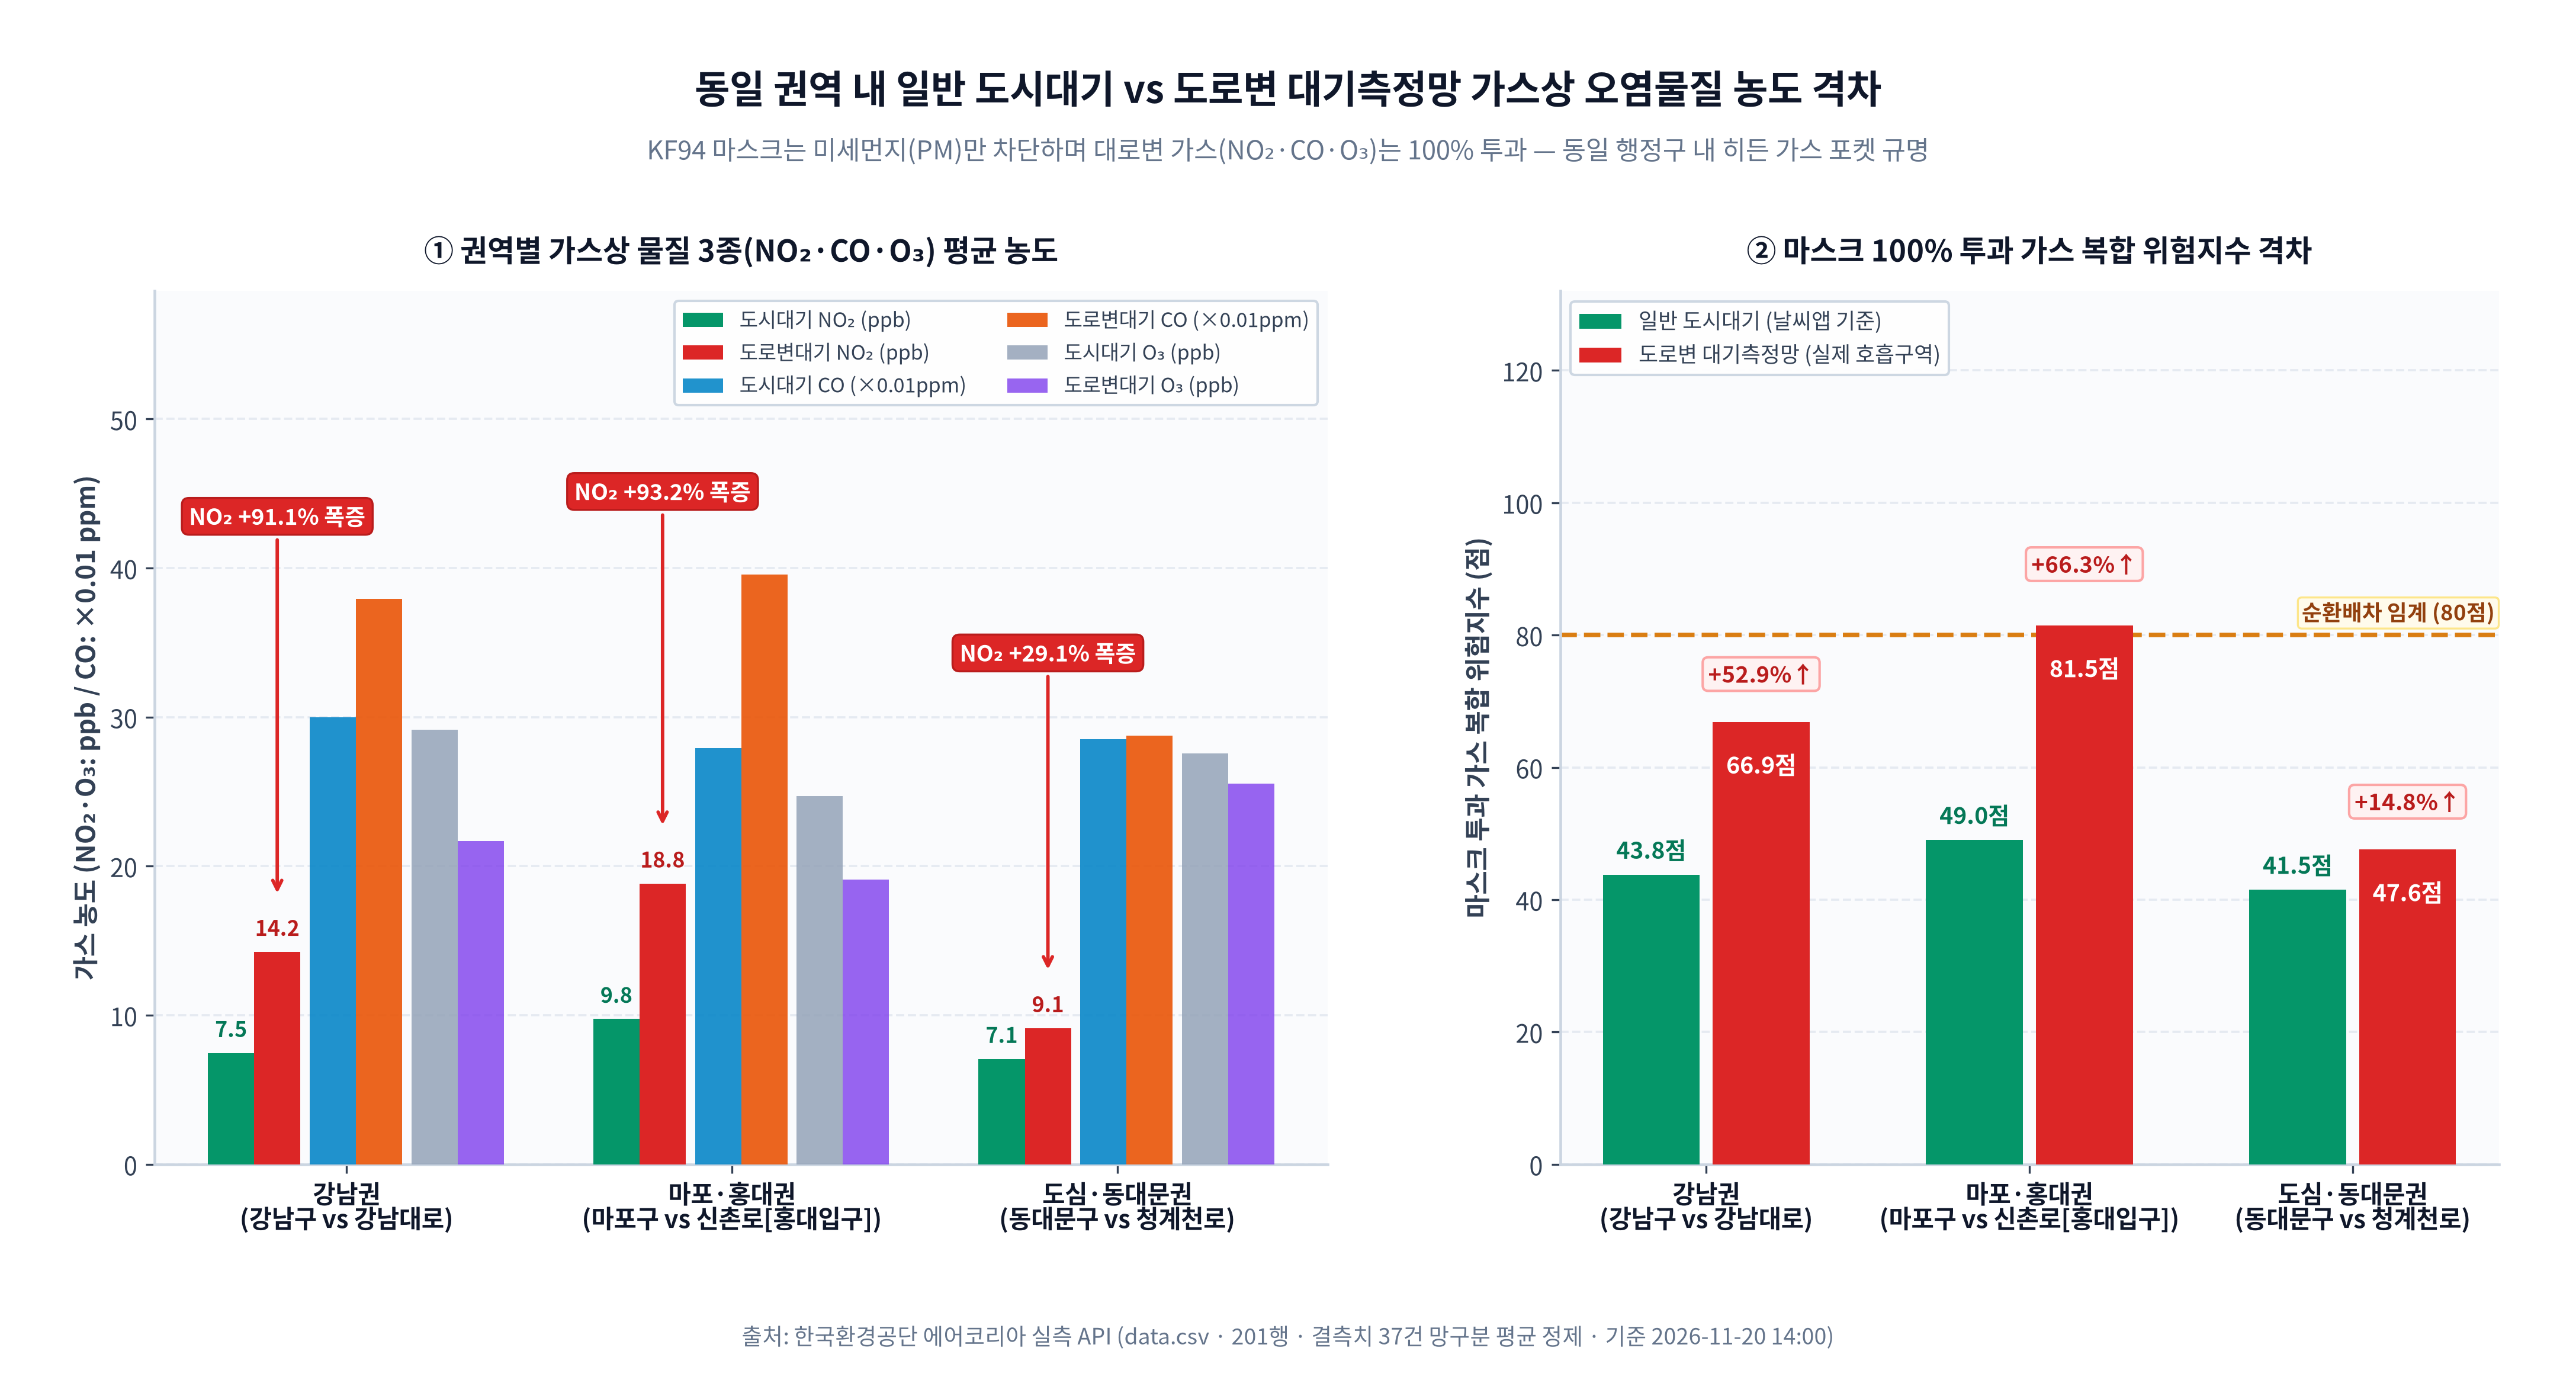 동일 권역 내 일반 도시대기 vs 도로변 대기측정망 가스상 오염물질 농도 격차
KF94 마스크는 미세먼지(PM)만 차단하며 대로변 가스(NO₂·CO·O₃)는 100% 투과 — 동일 행정구 내 히든 가스 포켓 규명
① 권역별 가스상 물질 3종(NO₂·CO·O₃) 평균 농도
도시대기 NO₂ (ppb)
도로변대기 NO₂ (ppb)
도시대기 CO (×0.01ppm)
도로변대기 CO (×0.01ppm)
도시대기 O₃ (ppb)
도로변대기 O₃ (ppb)
가스 농도 (NO₂·O₃: ppb / CO: ×0.01 ppm)
50
40
30
20
10
0
NO₂ +91.1% 폭증
NO₂ +93.2% 폭증
NO₂ +29.1% 폭증
7.5
14.2
9.8
18.8
7.1
9.1
강남권
(강남구 vs 강남대로)
마포·홍대권
(마포구 vs 신촌로[홍대입구])
도심·동대문권
(동대문구 vs 청계천로)
② 마스크 100% 투과 가스 복합 위험지수 격차
일반 도시대기 (날씨앱 기준)
도로변 대기측정망 (실제 호흡구역)
마스크 투과 가스 복합 위험지수 (점)
120
100
80
60
40
20
0
순환배차 임계 (80점)
+52.9%↑
+66.3%↑
+14.8%↑
43.8점
66.9점
49.0점
81.5점
41.5점
47.6점
강남권
(강남구 vs 강남대로)
마포·홍대권
(마포구 vs 신촌로[홍대입구])
도심·동대문권
(동대문구 vs 청계천로)
출처: 한국환경공단 에어코리아 실측 API (data.csv · 201행 · 결측치 37건 망구분 평균 정제 · 기준 2026-11-20 14:00)